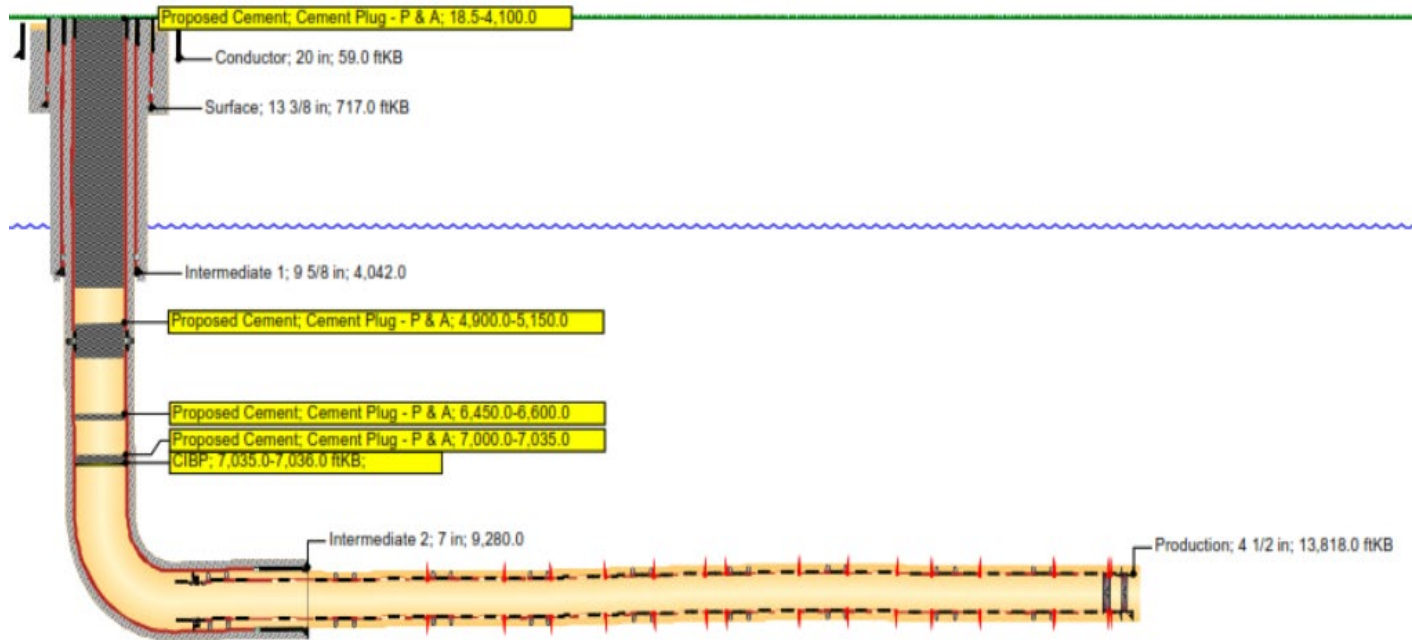 Proposed Cement; Cement Plug - P & A; 18.5-4,100.0
Conductor; 20 in; 59.0 ftKB
Surface; 13 3/8 in; 717.0 ftKB
Intermediate 1; 9 5/8 in; 4,042.0
Proposed Cement; Cement Plug - P & A; 4,900.0-5,150.0
Proposed Cement; Cement Plug - P & A; 6,450.0-6,600.0
Proposed Cement; Cement Plug - P & A; 7,000.0-7,035.0
CIBP; 7,035.0-7,036.0 ftKB;
Intermediate 2; 7 in; 9,280.0
Production; 4 1/2 in; 13,818.0 ftKB